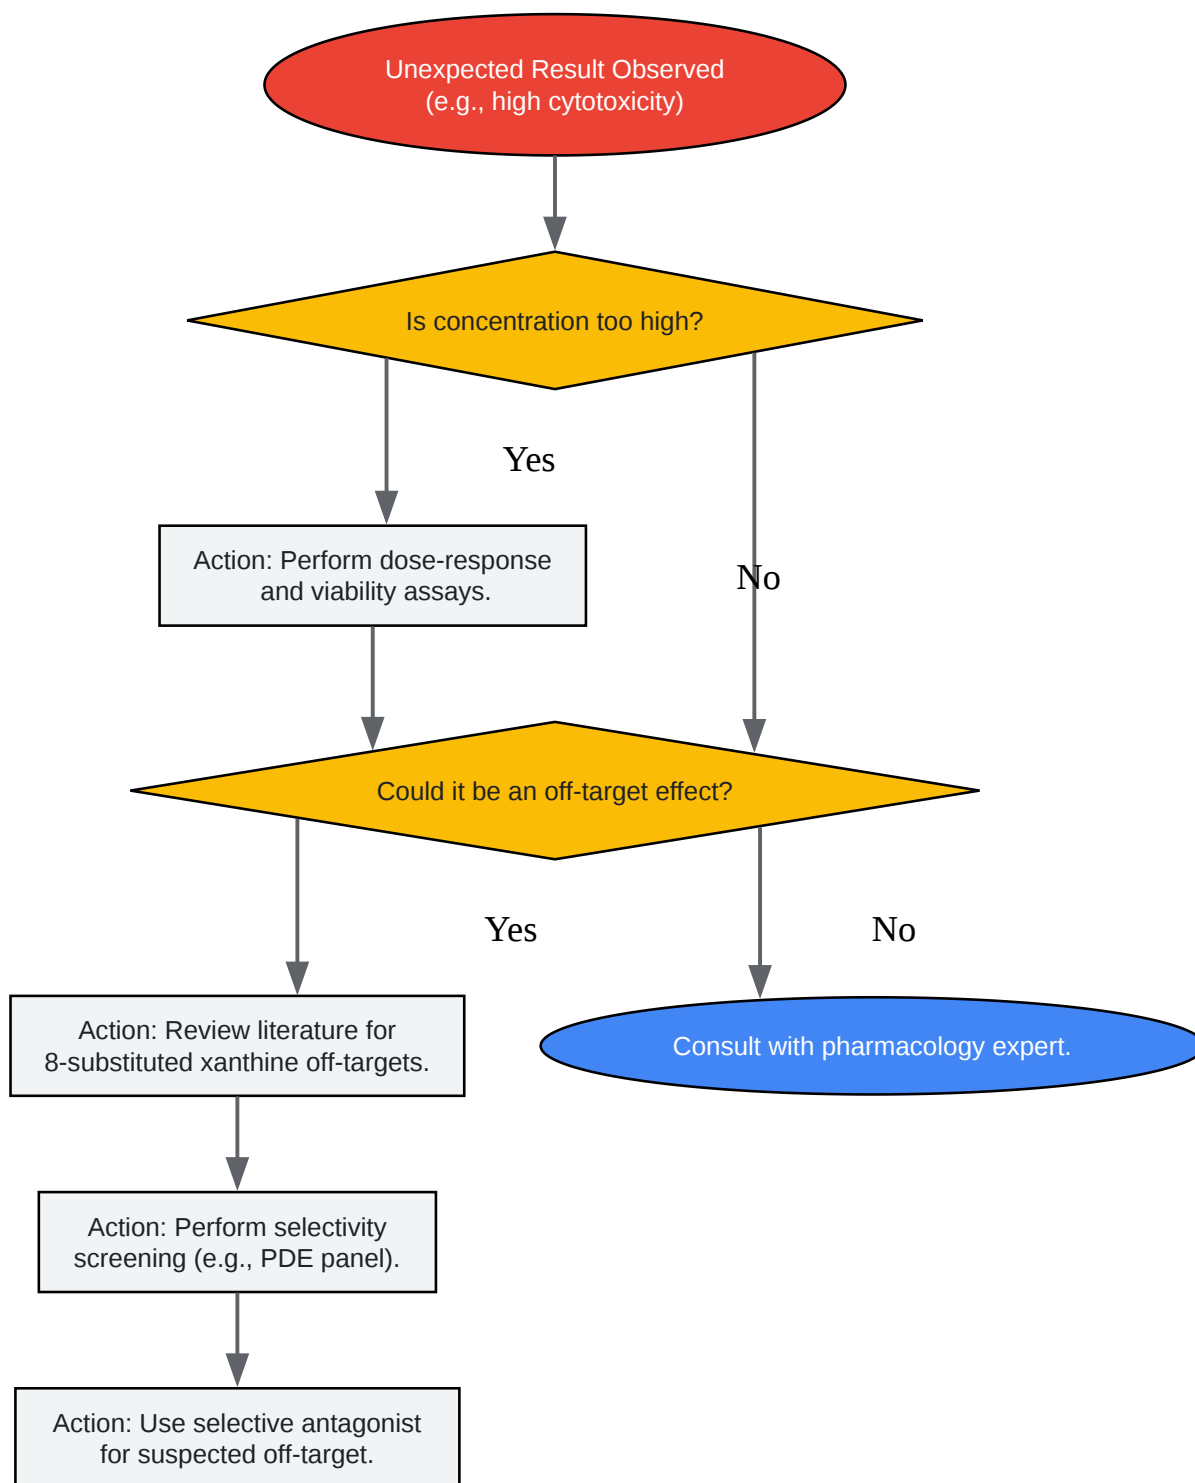 Unexpected Result Observed
(e.g., high cytotoxicity)
Is concentration too high?
Yes
Action: Perform dose-response
and viability assays.
No
Could it be an off-target effect?
Yes
No
Action: Review literature for
8-substituted xanthine off-targets.
Consult with pharmacology expert.
Action: Perform selectivity
screening (e.g., PDE panel).
Action: Use selective antagonist
for suspected off-target.